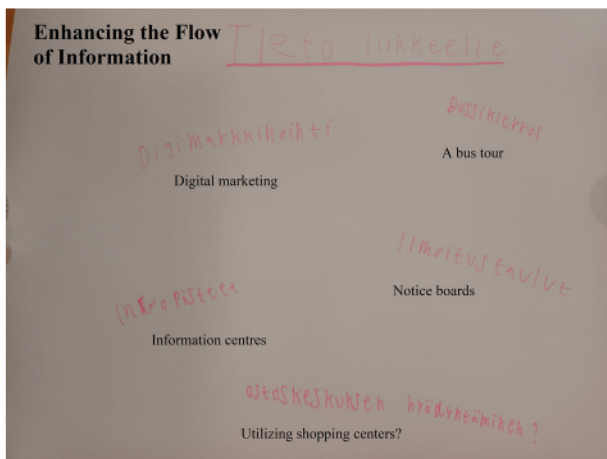 Enhancing the Flow
of Information
Tieto liikkeelle
Bussikierros
A bus tour
Digimarkkihointi
Digital marketing
Ilmoitustaulut
Notice boards
Infopisteet
Information centres
ostoskeskuksen hyödyntäminen?
Utilizing shopping centers?